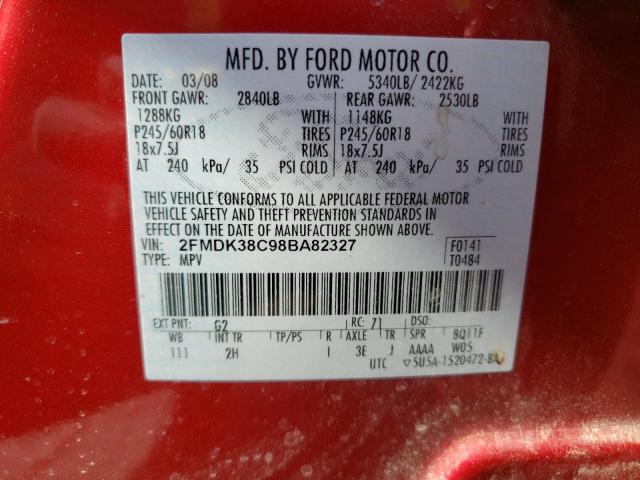 MFD. BY FORD MOTOR CO.
DATE: 03/08 GVWR: 5340LB/ 2422KG
FRONT GAWR: 2840LB REAR GAWR: 2530LB
1288KG WITH 1148KG WITH
P245/60R18 TIRES P245/60R18 TIRES
18x7.5J RIMS 18x7.5J RIMS
AT 240 kPa/ 35 PSI COLD AT 240 kPa/ 35 PSI COLD
THIS VEHICLE CONFORMS TO ALL APPLICABLE FEDERAL MOTOR
VEHICLE SAFETY AND THEFT PREVENTION STANDARDS IN
EFFECT ON THE DATE OF MANUFACTURE SHOWN ABOVE.
VIN: 2FMDK38C98BA82327 F0141
TYPE: MPV T0484
EXT PNT: G2 RC: 71 DSO:
WB INT TR TP/PS R AXLE TR SPR 8Q11F
111 2H I 3E J AAAA W05
UTC ▽5U5A-1520472-BA